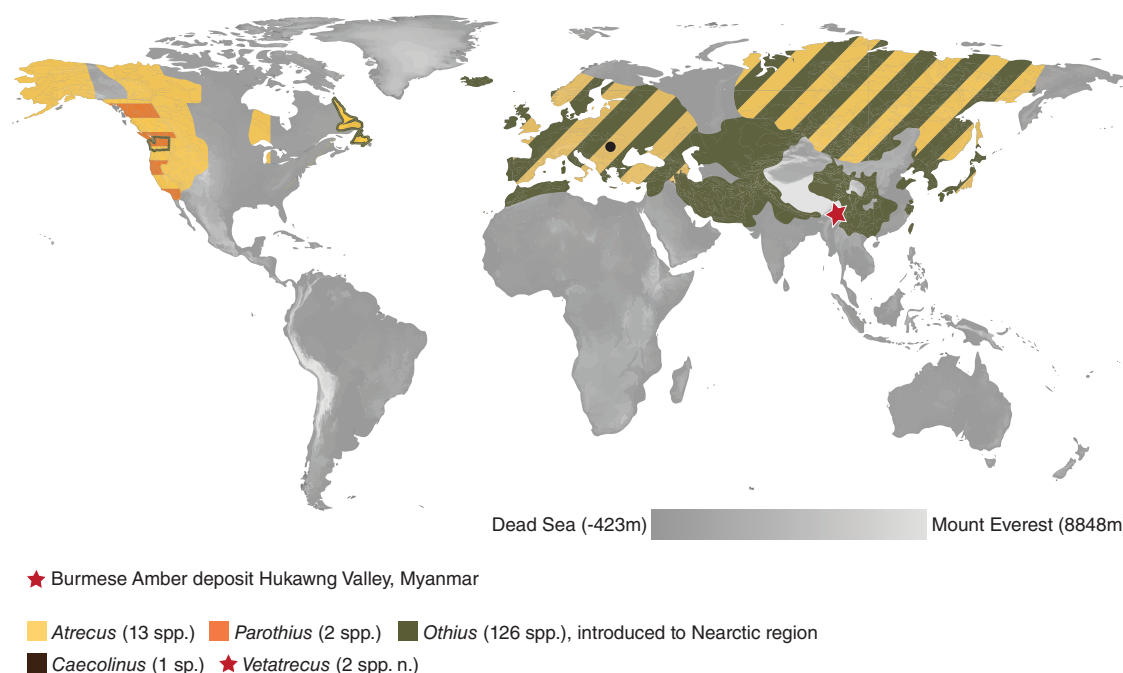 Dead Sea (-423m)
Mount Everest (8848m
Burmese Amber deposit Hukawng Valley, Myanmar
Atrecus (13 spp.) Parothius (2 spp.) Othius (126 spp.), introduced to Nearctic region
Caecolinus (1 sp.) Vetatrecus (2 spp. n.)